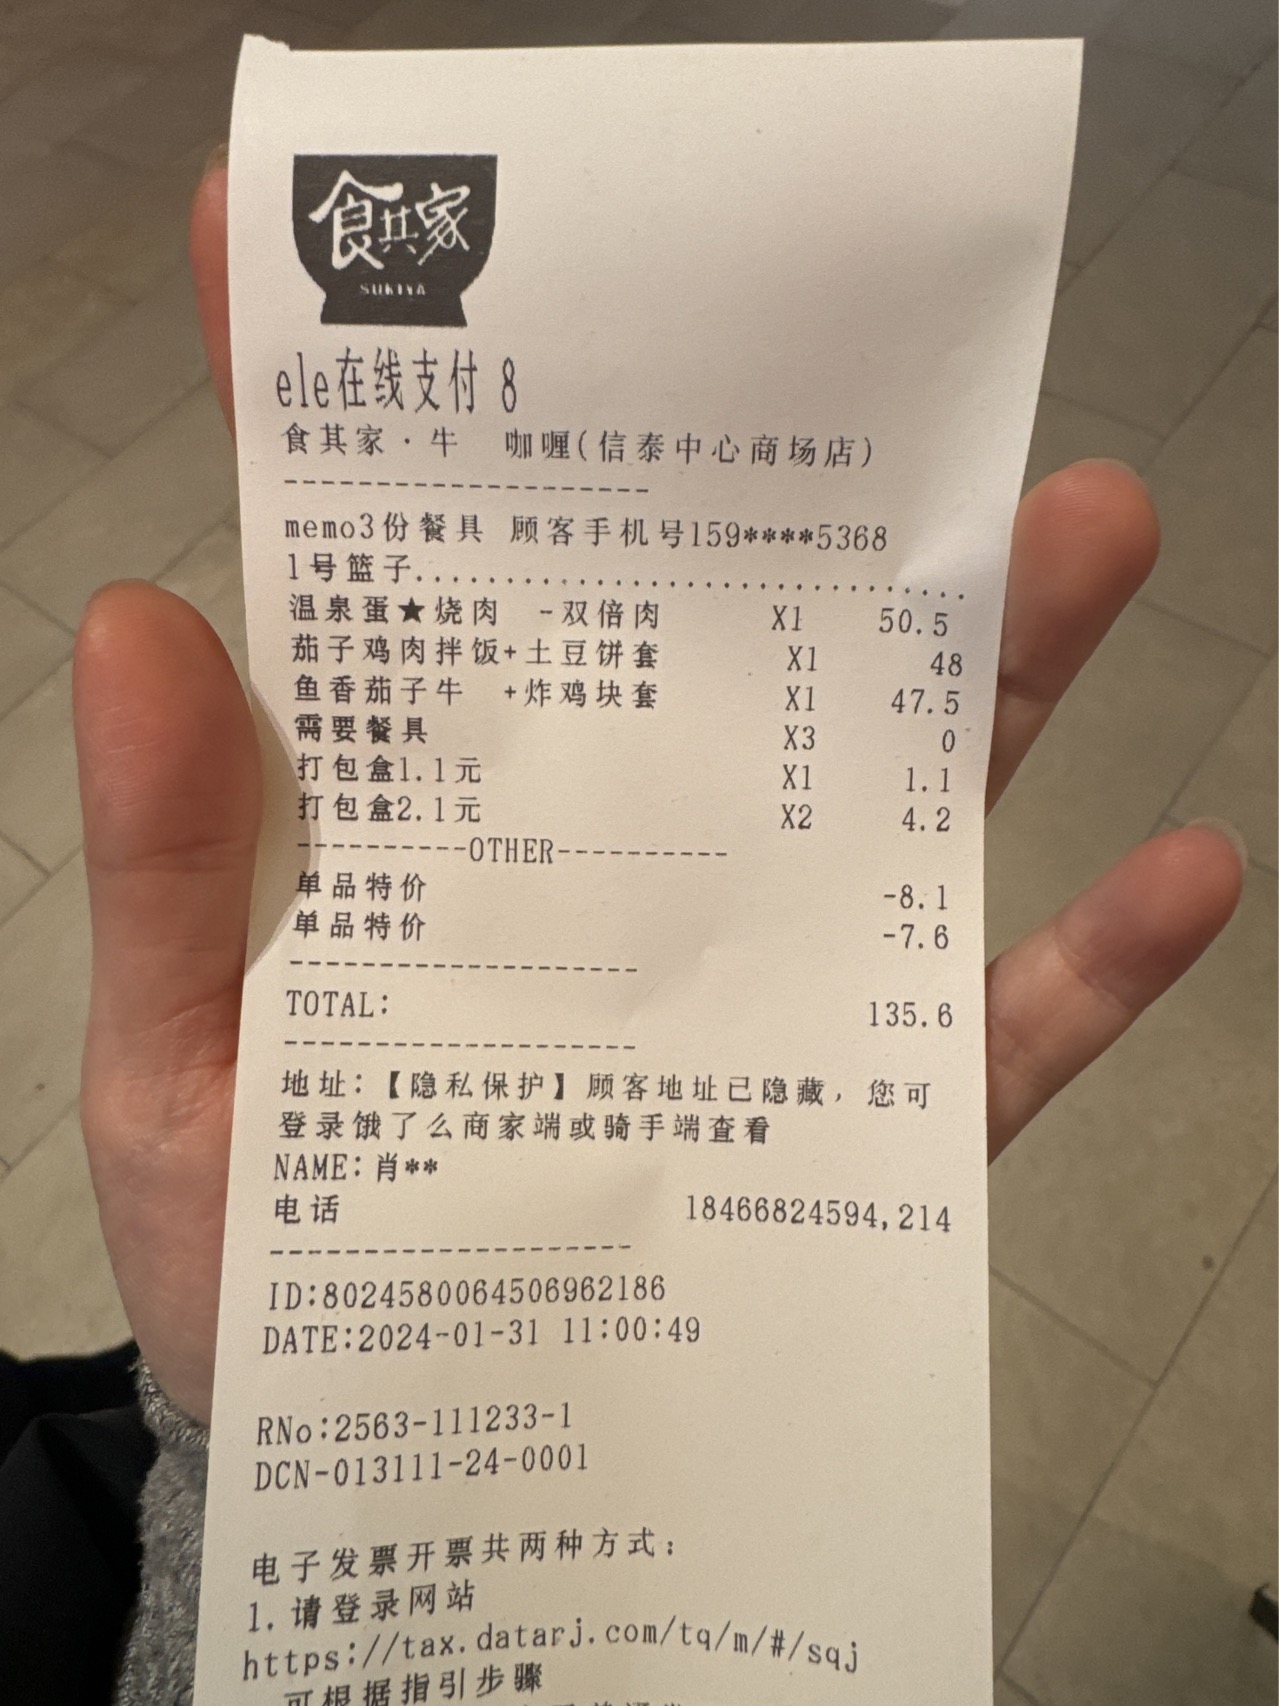 食其家
SUKIYA
ele在线支付 8
食其家·牛 咖喱(信泰中心商场店)
--------------------
memo3份餐具 顾客手机号159****5368
1号篮子..............................
温泉蛋★烧肉 -双倍肉 X1 50.5
茄子鸡肉拌饭+土豆饼套 X1 48
鱼香茄子牛 +炸鸡块套 X1 47.5
需要餐具 X3 0
打包盒1.1元 X1 1.1
打包盒2.1元 X2 4.2
----------OTHER----------
单品特价 -8.1
单品特价 -7.6
--------------------
TOTAL: 135.6
--------------------
地址:【隐私保护】顾客地址已隐藏,您可
登录饿了么商家端或骑手端查看
NAME:肖**
电话 18466824594,214
--------------------
ID:8024580064506962186
DATE:2024-01-31 11:00:49
RNo:2563-111233-1
DCN-013111-24-0001
电子发票开票共两种方式:
1.请登录网站
https://tax.datarj.com/tq/m/#/sqj
可根据指引步骤